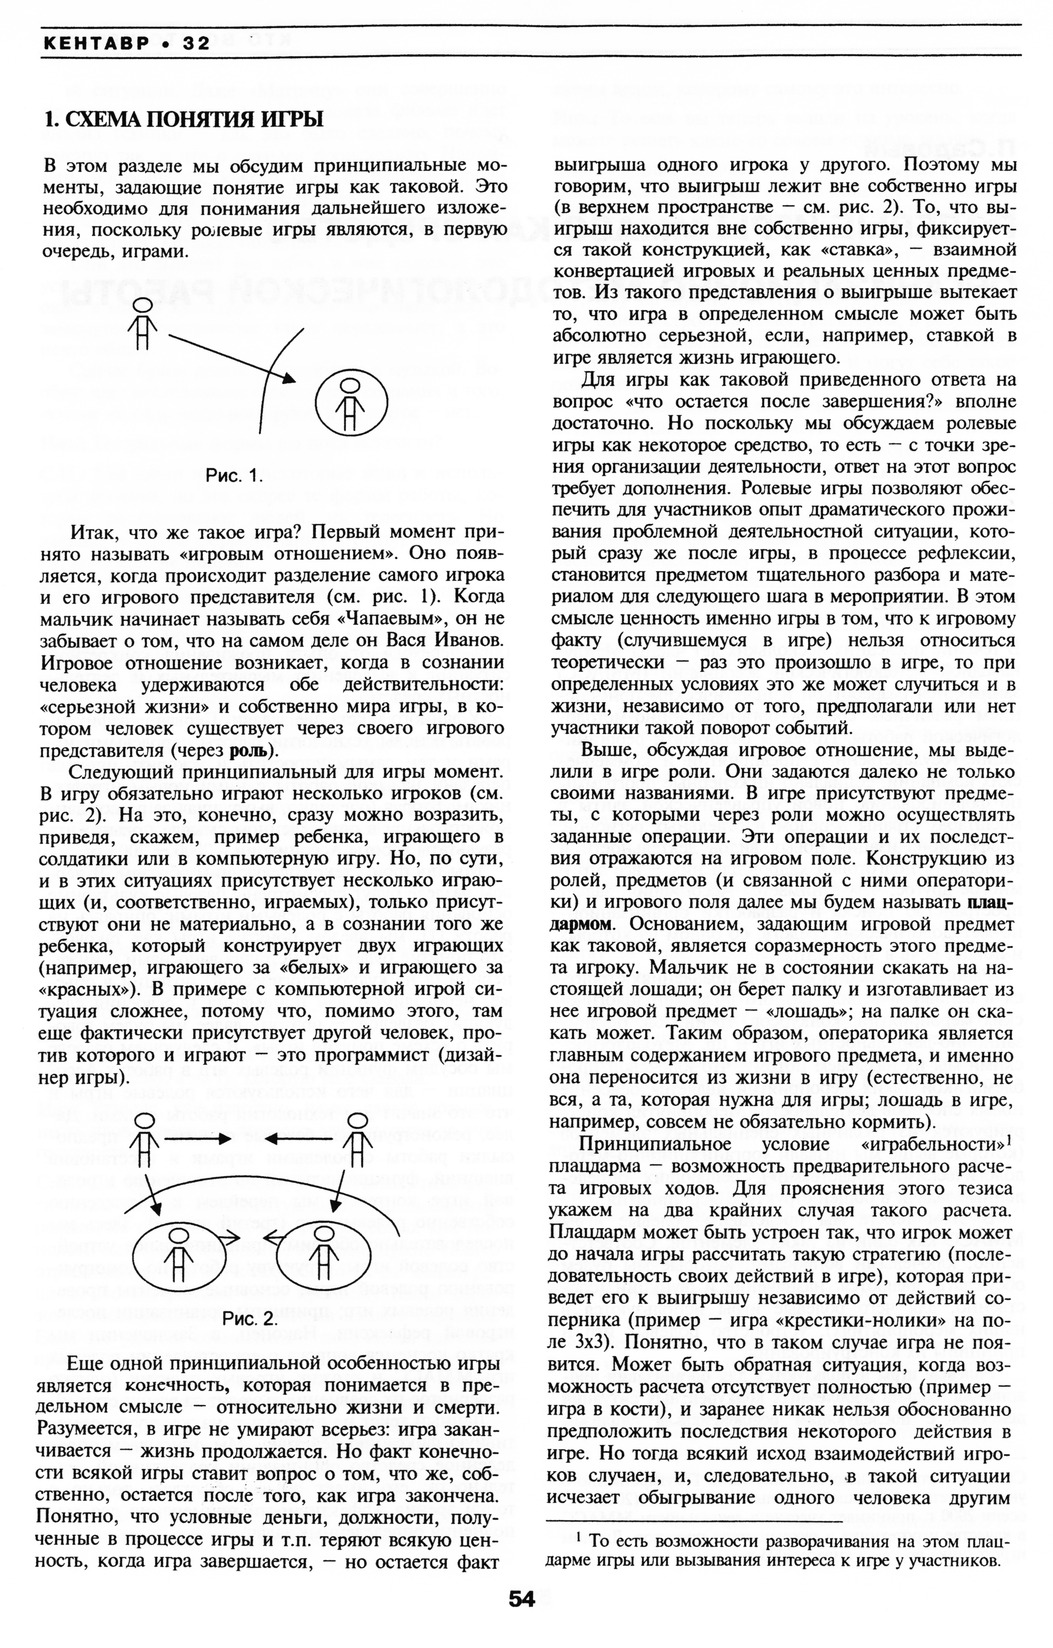 КЕНТАВР • 32
1. СХЕМА ПОНЯТИЯ ИГРЫ
В этом разделе мы обсудим принципиальные мо-
менты, задающие понятие игры как таковой. Это
необходимо для понимания дальнейшего изложе-
ния, поскольку ролевые игры являются, в первую
очередь, играми.
Рис. 1.
Итак, что же такое игра? Первый момент при-
нято называть «игровым отношением». Оно появ-
ляется, когда происходит разделение самого игрока
и его игрового представителя (см. рис. 1). Когда
мальчик начинает называть себя «Чапаевым», он не
забывает о том, что на самом деле он Вася Иванов.
Игровое отношение возникает, когда в сознании
человека удерживаются обе действительности:
«серьезной жизни» и собственно мира игры, в ко-
тором человек существует через своего игрового
представителя (через роль).
Следующий принципиальный для игры момент.
В игру обязательно играют несколько игроков (см.
рис. 2). На это, конечно, сразу можно возразить,
приведя, скажем, пример ребенка, играющего в
солдатики или в компьютерную игру. Но, по сути,
и в этих ситуациях присутствует несколько играю-
щих (и, соответственно, играемых), только присут-
ствуют они не материально, а в сознании того же
ребенка, который конструирует двух играющих
(например, играющего за «белых» и играющего за
«красных»). В примере с компьютерной игрой си-
туация сложнее, потому что, помимо этого, там
еще фактически присутствует другой человек, про-
тив которого и играют — это программист (дизай-
нер игры).
Рис. 2.
Еще одной принципиальной особенностью игры
является конечность, которая понимается в пре-
дельном смысле — относительно жизни и смерти.
Разумеется, в игре не умирают всерьез: игра закан-
чивается — жизнь продолжается. Но факт конечно-
сти всякой игры ставит вопрос о том, что же, соб-
ственно, остается после того, как игра закончена.
Понятно, что условные деньги, должности, полу-
ченные в процессе игры и т.п. теряют всякую цен-
ность, когда игра завершается, — но остается факт
выигрыша одного игрока у другого. Поэтому мы
говорим, что выигрыш лежит вне собственно игры
(в верхнем пространстве — см. рис. 2). То, что вы-
игрыш находится вне собственно игры, фиксирует-
ся такой конструкцией, как «ставка», — взаимной
конвертацией игровых и реальных ценных предме-
тов. Из такого представления о выигрыше вытекает
то, что игра в определенном смысле может быть
абсолютно серьезной, если, например, ставкой в
игре является жизнь играющего.
Для игры как таковой приведенного ответа на
вопрос «что остается после завершения?» вполне
достаточно. Но поскольку мы обсуждаем ролевые
игры как некоторое средство, то есть — с точки зре-
ния организации деятельности, ответ на этот вопрос
требует дополнения. Ролевые игры позволяют обес-
печить для участников опыт драматического прожи-
вания проблемной деятельностной ситуации, кото-
рый сразу же после игры, в процессе рефлексии,
становится предметом тщательного разбора и мате-
риалом для следующего шага в мероприятии. В этом
смысле ценность именно игры в том, что к игровому
факту (случившемуся в игре) нельзя относиться
теоретически — раз это произошло в игре, то при
определенных условиях это же может случиться и в
жизни, независимо от того, предполагали или нет
участники такой поворот событий.
Выше, обсуждая игровое отношение, мы выде-
лили в игре роли. Они задаются далеко не только
своими названиями. В игре присутствуют предме-
ты, с которыми через роли можно осуществлять
заданные операции. Эти операции и их последст-
вия отражаются на игровом поле. Конструкцию из
ролей, предметов (и связанной с ними оператори-
ки) и игрового поля далее мы будем называть плац-
дармом. Основанием, задающим игровой предмет
как таковой, является соразмерность этого предме-
та игроку. Мальчик не в состоянии скакать на на-
стоящей лошади; он берет палку и изготавливает из
нее игровой предмет — «лошадь»; на палке он ска-
кать может. Таким образом, операторика является
главным содержанием игрового предмета, и именно
она переносится из жизни в игру (естественно, не
вся, а та, которая нужна для игры; лошадь в игре,
например, совсем не обязательно кормить).
Принципиальное условие «играбельности»¹
плацдарма — возможность предварительного расче-
та игровых ходов. Для прояснения этого тезиса
укажем на два крайних случая такого расчета.
Плацдарм может быть устроен так, что игрок может
до начала игры рассчитать такую стратегию (после-
довательность своих действий в игре), которая при-
ведет его к выигрышу независимо от действий со-
перника (пример — игра «крестики-нолики» на по-
ле 3х3). Понятно, что в таком случае игра не поя-
вится. Может быть обратная ситуация, когда воз-
можность расчета отсутствует полностью (пример —
игра в кости), и заранее никак нельзя обоснованно
предположить последствия некоторого действия в
игре. Но тогда всякий исход взаимодействий игро-
ков случаен, и, следовательно, в такой ситуации
исчезает обыгрывание одного человека другим
¹ То есть возможности разворачивания на этом плац-
дарме игры или вызывания интереса к игре у участников.
54